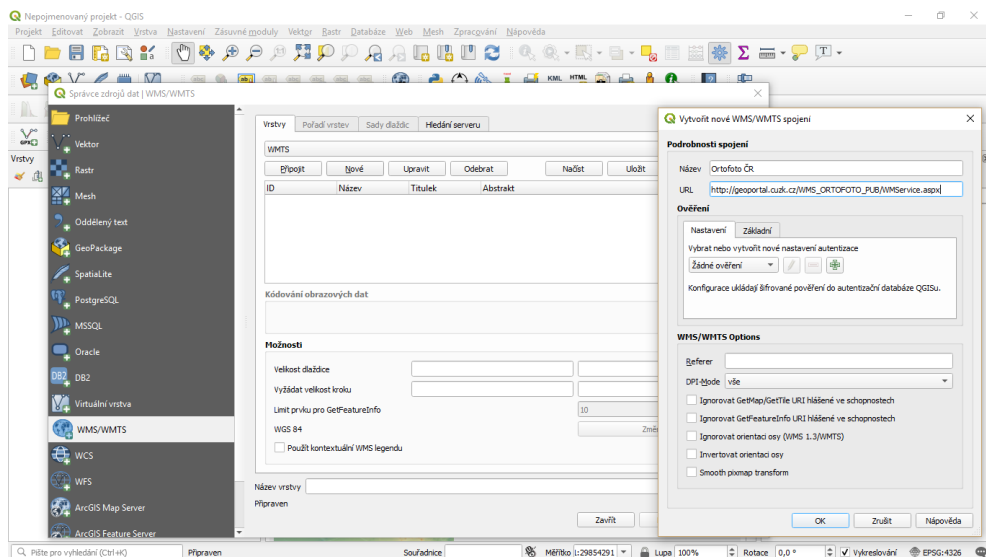 Nepojmenovaný projekt - QGIS
Projekt Editovat Zobrazit Vrstva Nastavení Zásuvné moduly Vektor Rastr Databáze Web Mesh Zpracování Nápověda
KML HTML
Správce zdrojů dat | WMS/WMTS
Vrstvy
Prohlížeč
Vektor
Rastr
Mesh
Oddělený text
GeoPackage
SpatiaLite
PostgreSQL
MSSQL
Oracle
DB2
Virtuální vrstva
WMS/WMTS
WCS
WFS
ArcGIS Map Server
ArcGIS Feature Server
Vrstvy Pořadí vrstev Sady dlaždic Hledání serveru
WMTS
Připojit Nové Upravit Odebrat Načíst Uložit
ID Název Titulek Abstrakt
Kódování obrazových dat
Možnosti
Velikost dlaždice
Vyžádat velikost kroku
Limit prvku pro GetFeatureInfo 10
WGS 84
Použít kontextuální WMS legendu
Název vrstvy
Připraven
Zavřít
Vytvořit nové WMS/WMTS spojení
Podrobnosti spojení
Název Ortofoto ČR
URL http://geoportal.cuzk.cz/WMS_ORTOFOTO_PUB/WMService.aspx
Ověření
Nastavení Základní
Vybrat nebo vytvořit nové nastavení autentizace
Žádné ověření
Konfigurace ukládají šifrované pověření do autentizační databáze QGISu.
WMS/WMTS Options
Referer
DPI-Mode vše
Ignorovat GetMap/GetTile URI hlášené ve schopnostech
Ignorovat GetFeatureInfo URI hlášené ve schopnostech
Ignorovat orientaci osy (WMS 1.3/WMTS)
Invertovat orientaci osy
Smooth pixmap transform
OK Zrušit Nápověda
Pište pro vyhledání (Ctrl+K) Připraven Souřadnice Měřítko 1:29854291 Lupa 100% Rotace 0,0 ° Vykreslování EPSG:4326